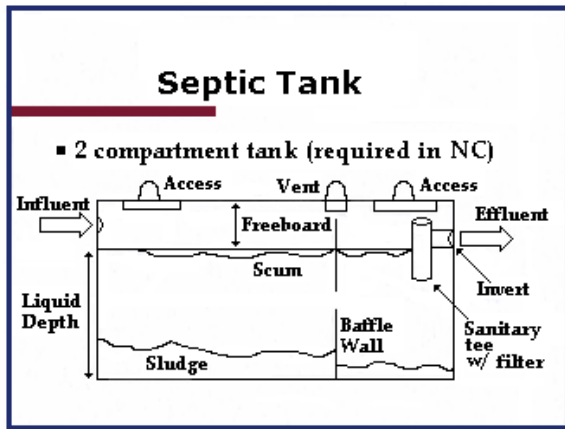 Septic Tank
▪ 2 compartment tank (required in NC)
Access
Vent
Access
Influent
Effluent
Freeboard
Scum
Invert
Liquid
Depth
Baffle
Wall
Sanitary
tee
w/ filter
Sludge